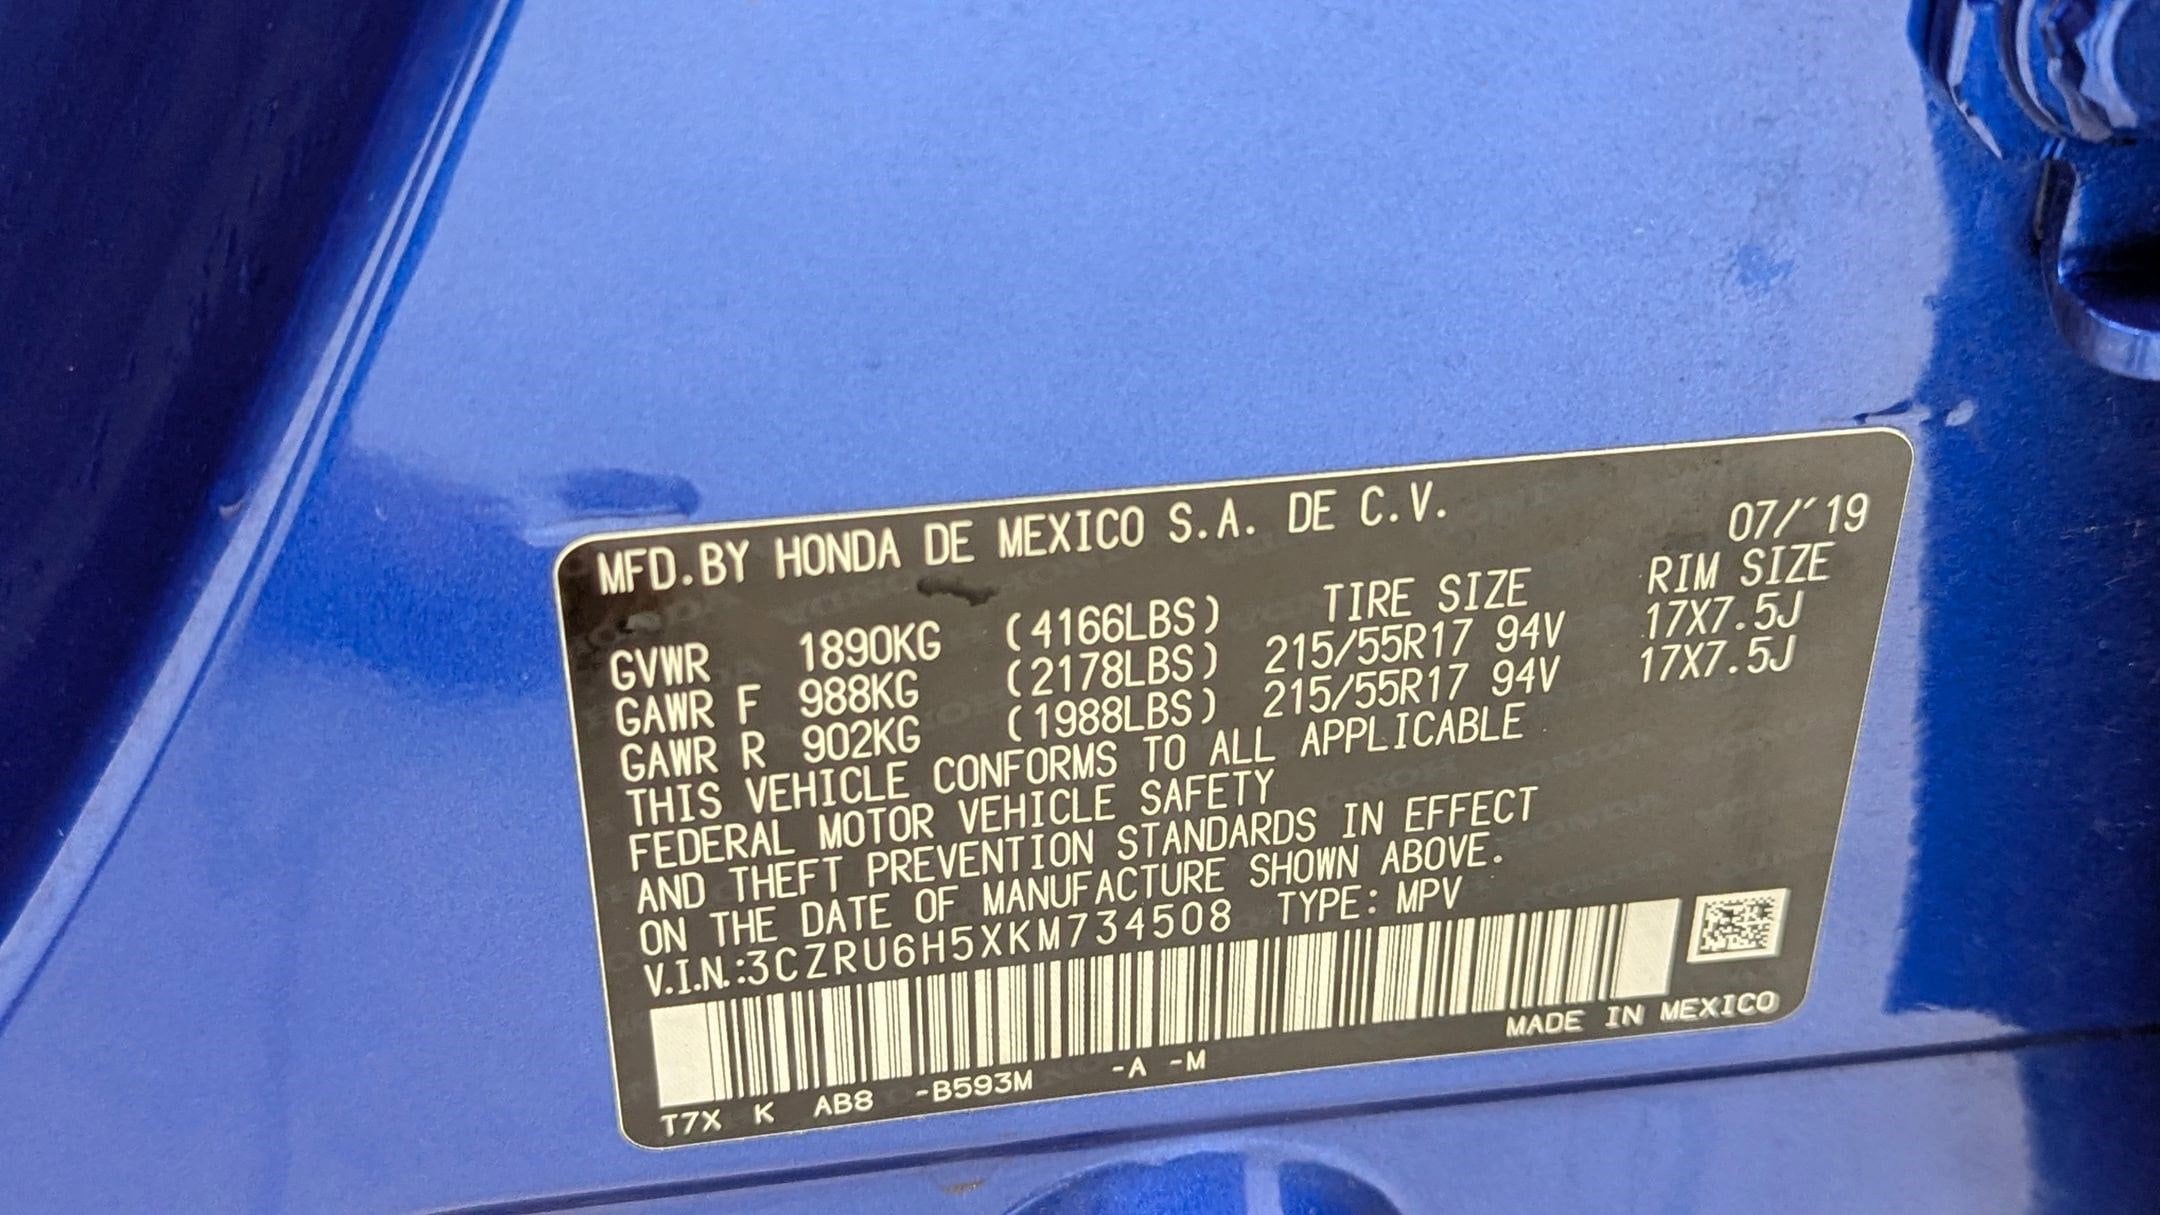 MFD.BY HONDA DE MEXICO S.A. DE C.V. 07/'19
TIRE SIZE RIM SIZE
GVWR 1890KG (4166LBS) 215/55R17 94V 17X7.5J
GAWR F 988KG (2178LBS) 215/55R17 94V 17X7.5J
GAWR R 902KG (1988LBS)
THIS VEHICLE CONFORMS TO ALL APPLICABLE
FEDERAL MOTOR VEHICLE SAFETY
AND THEFT PREVENTION STANDARDS IN EFFECT
ON THE DATE OF MANUFACTURE SHOWN ABOVE.
V.I.N.:3CZRU6H5XKM734508 TYPE: MPV
MADE IN MEXICO
T7X K AB8 -B593M -A -M